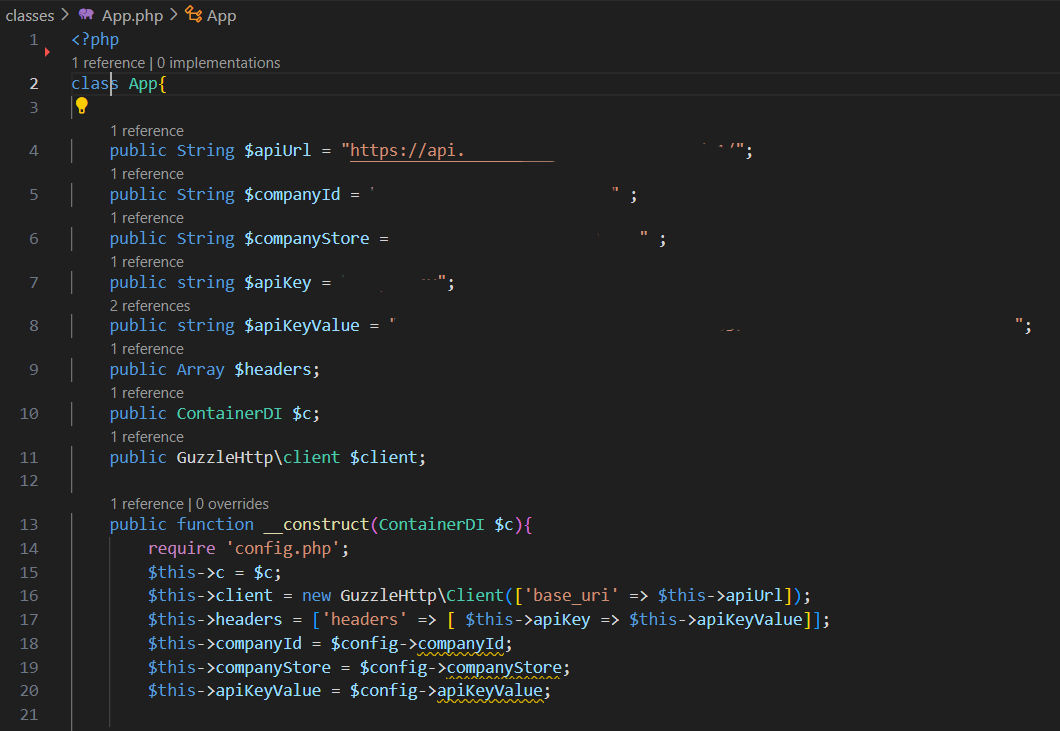 classes > App.php > App
1 <?php
1 reference | 0 implementations
2 class App{
3
1 reference
4 public String $apiUrl = "https://api. /";
1 reference
5 public String $companyId = " ;
1 reference
6 public String $companyStore = " ;
1 reference
7 public string $apiKey = ";
2 references
8 public string $apiKeyValue = " ";
1 reference
9 public Array $headers;
1 reference
10 public ContainerDI $c;
1 reference
11 public GuzzleHttp\client $client;
12
1 reference | 0 overrides
13 public function __construct(ContainerDI $c){
14 require 'config.php';
15 $this->c = $c;
16 $this->client = new GuzzleHttp\Client(['base_uri' => $this->apiUrl]);
17 $this->headers = ['headers' => [ $this->apiKey => $this->apiKeyValue]];
18 $this->companyId = $config->companyId;
19 $this->companyStore = $config->companyStore;
20 $this->apiKeyValue = $config->apiKeyValue;
21